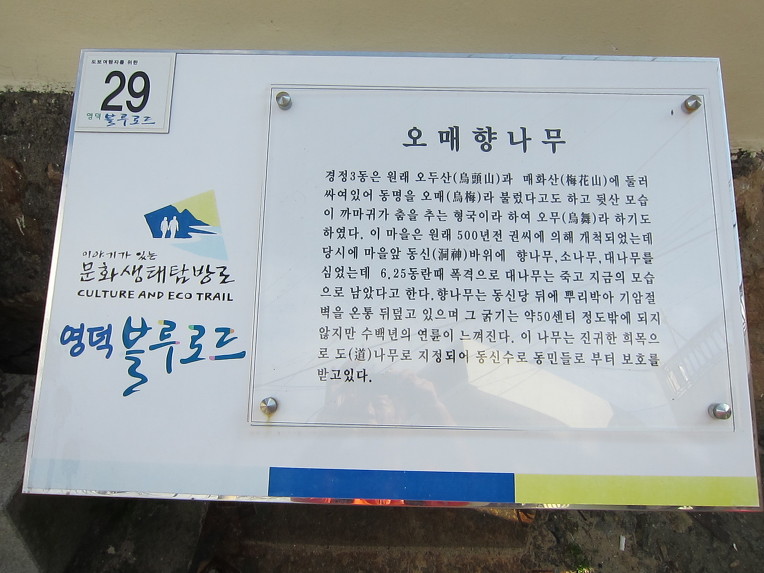 도보여행자를 위한
29
영덕 블루로드
이야기가 있는
문화생태탐방로
CULTURE AND ECO TRAIL
영덕 블루로드
오매향나무
경정3동은 원래 오두산(烏頭山)과 매화산(梅花山)에 둘러
싸여있어 동명을 오매(烏梅)라 불렀다고도 하고 뒷산 모습
이 까마귀가 춤을 추는 형국이라 하여 오무(烏舞)라 하기도
하였다. 이 마을은 원래 500년전 권씨에 의해 개척되었는데
당시에 마을앞 동신(洞神)바위에 향나무,소나무,대나무를
심었는데 6.25동란때 폭격으로 대나무는 죽고 지금의 모습
으로 남았다고 한다.향나무는 동신당 뒤에 뿌리박아 기암절
벽을 온통 뒤덮고 있으며 그 굵기는 약50센티 정도밖에 되지
않지만 수백년의 연륜이 느껴진다. 이 나무는 진귀한 희목으
로 도(道)나무로 지정되어 동신수로 동민들로 부터 보호를
받고있다.